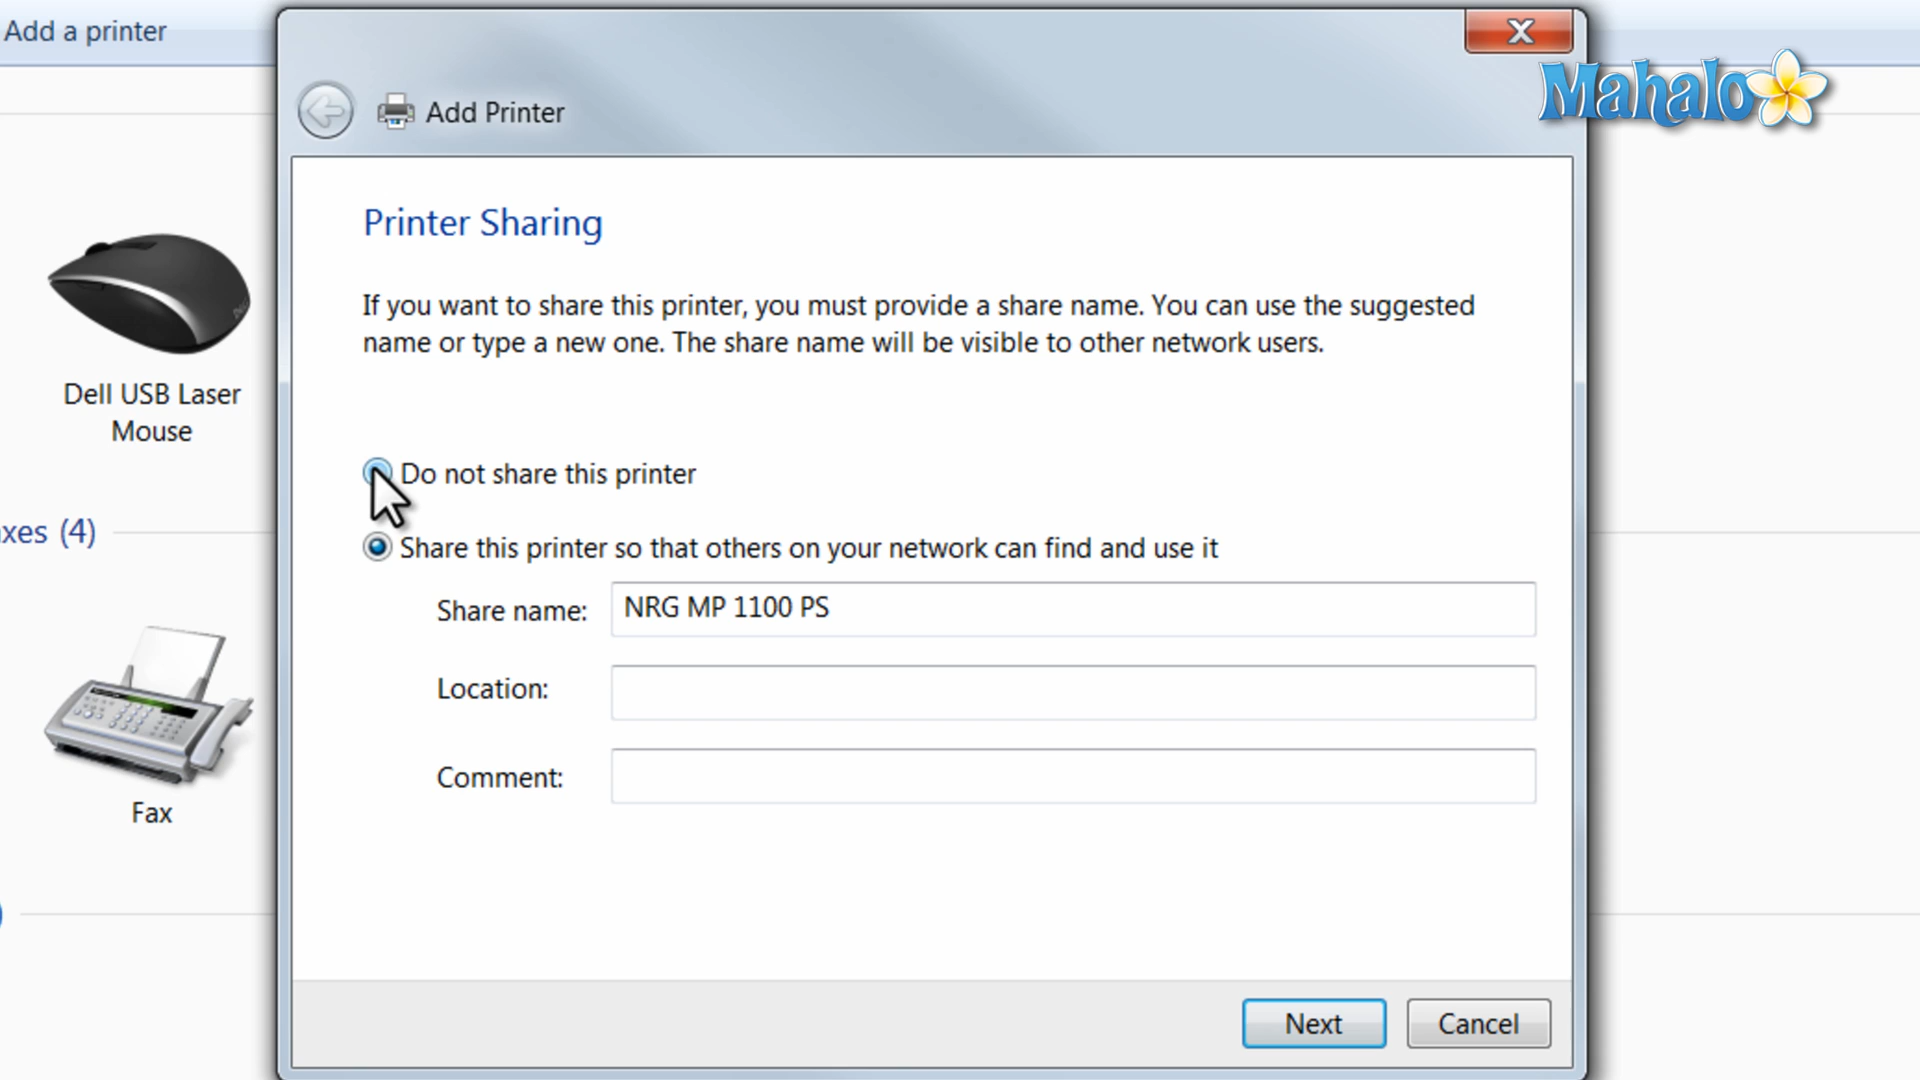 Add a printer
Mahalo
Add Printer
Printer Sharing
If you want to share this printer, you must provide a share name. You can use the suggested
name or type a new one. The share name will be visible to other network users.
Dell USB Laser
Mouse
Do not share this printer
xes (4)
Share this printer so that others on your network can find and use it
Share name: NRG MP 1100 PS
Location:
Comment:
Fax
Next
Cancel